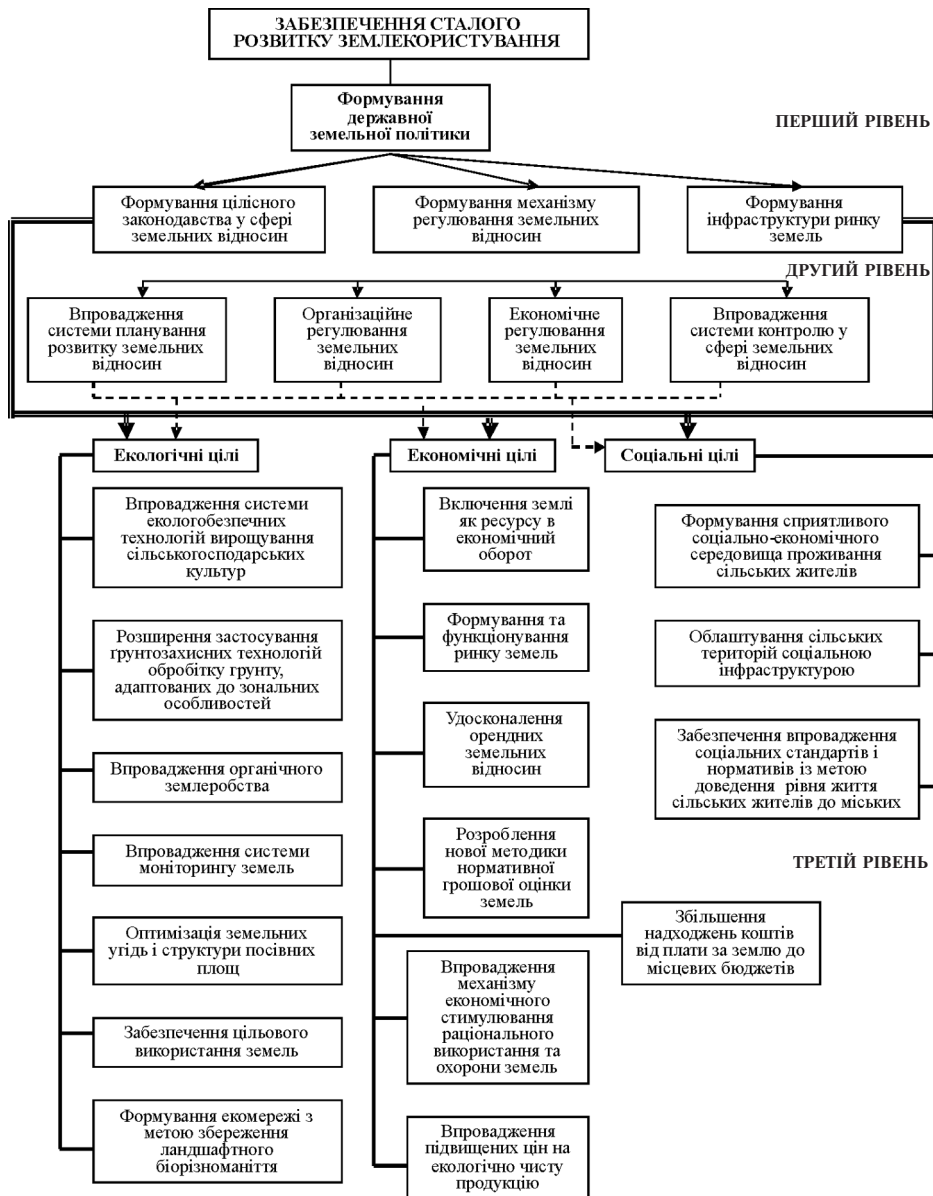 ЗАБЕЗПЕЧЕННЯ СТАЛОГО
РОЗВИТКУ ЗЕМЛЕКОРИСТУВАННЯ
Формування
державної
земельної політики
ПЕРШИЙ РІВЕНЬ
Формування цілісного
законодавства у сфері
земельних відносин
Формування механізму
регулювання земельних
відносин
Формування
інфраструктури ринку
земель
ДРУГИЙ РІВЕНЬ
Впровадження
системи планування
розвитку земельних
відносин
Організаційне
регулювання
земельних
відносин
Економічне
регулювання
земельних
відносин
Впровадження
системи контролю у
сфері земельних
відносин
Екологічні цілі
Економічні цілі
Соціальні цілі
Впровадження системи
екологобезпечних
технологій вирощування
сільськогосподарських
культур
Розширення застосування
ґрунтозахисних технологій
обробітку грунту,
адаптованих до зональних
особливостей
Впровадження органічного
землеробства
Впровадження системи
моніторингу земель
Оптимізація земельних
угідь і структури посівних
площ
Забезпечення цільового
використання земель
Формування екомережі з
метою збереження
ландшафтного
біорізноманіття
Включення землі
як ресурсу в
економічний
оборот
Формування та
функціонування
ринку земель
Удосконалення
орендних
земельних
відносин
Розроблення
нової методики
нормативної
грошової оцінки
земель
Впровадження
механізму
економічного
стимулювання
раціонального
використання та
охорони земель
Впровадження
підвищених цін на
екологічно чисту
продукцію
Формування сприятливого
соціально-економічного
середовища проживання
сільських жителів
Облаштування сільських
територій соціальною
інфраструктурою
Забезпечення впровадження
соціальних стандартів і
нормативів із метою
доведення рівня життя
сільських жителів до міських
ТРЕТІЙ РІВЕНЬ
Збільшення
надходжень коштів
від плати за землю до
місцевих бюджетів